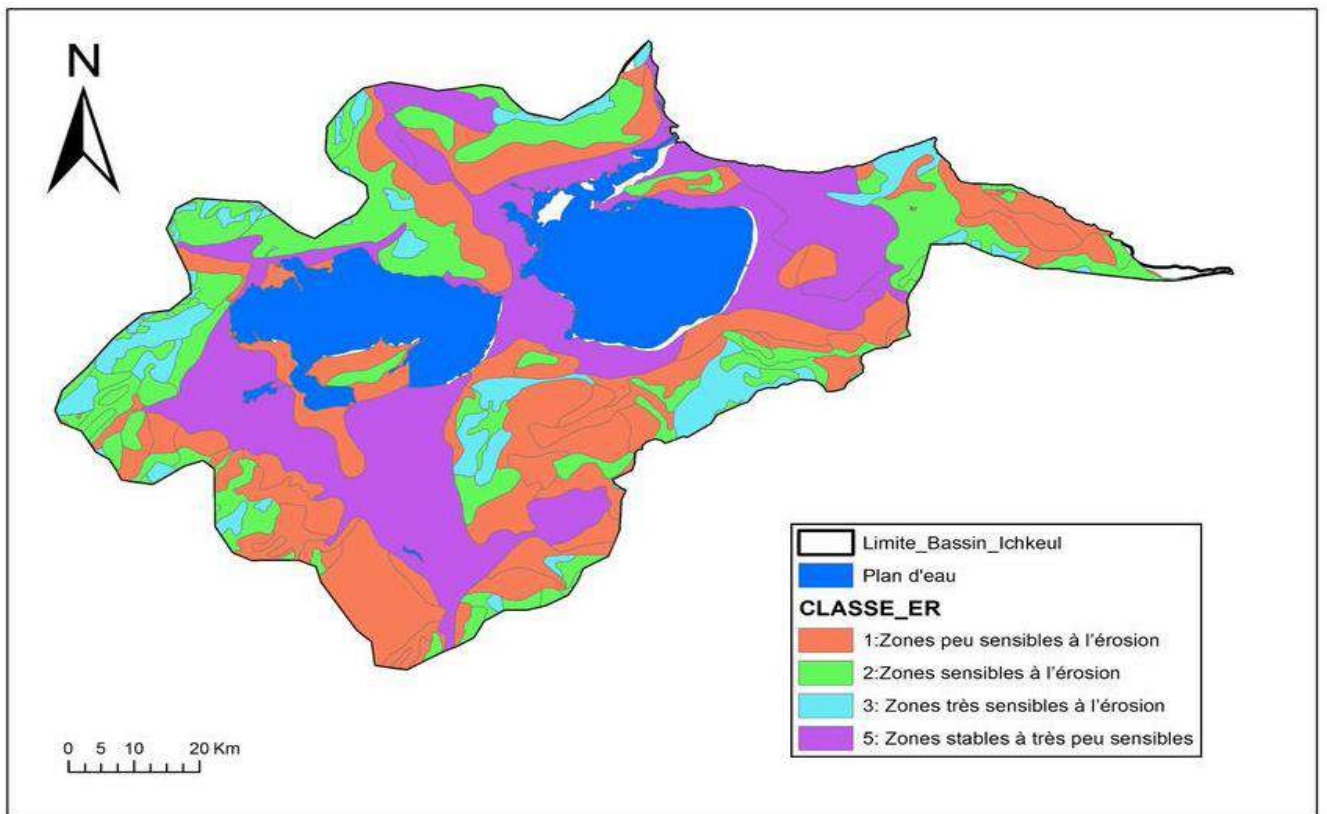 N
Limite_Bassin_Ichkeul
Plan d'eau
CLASSE_ER
1:Zones peu sensibles à l'érosion
2:Zones sensibles à l'érosion
3: Zones très sensibles à l'érosion
5: Zones stables à très peu sensibles
0 5 10 20 Km